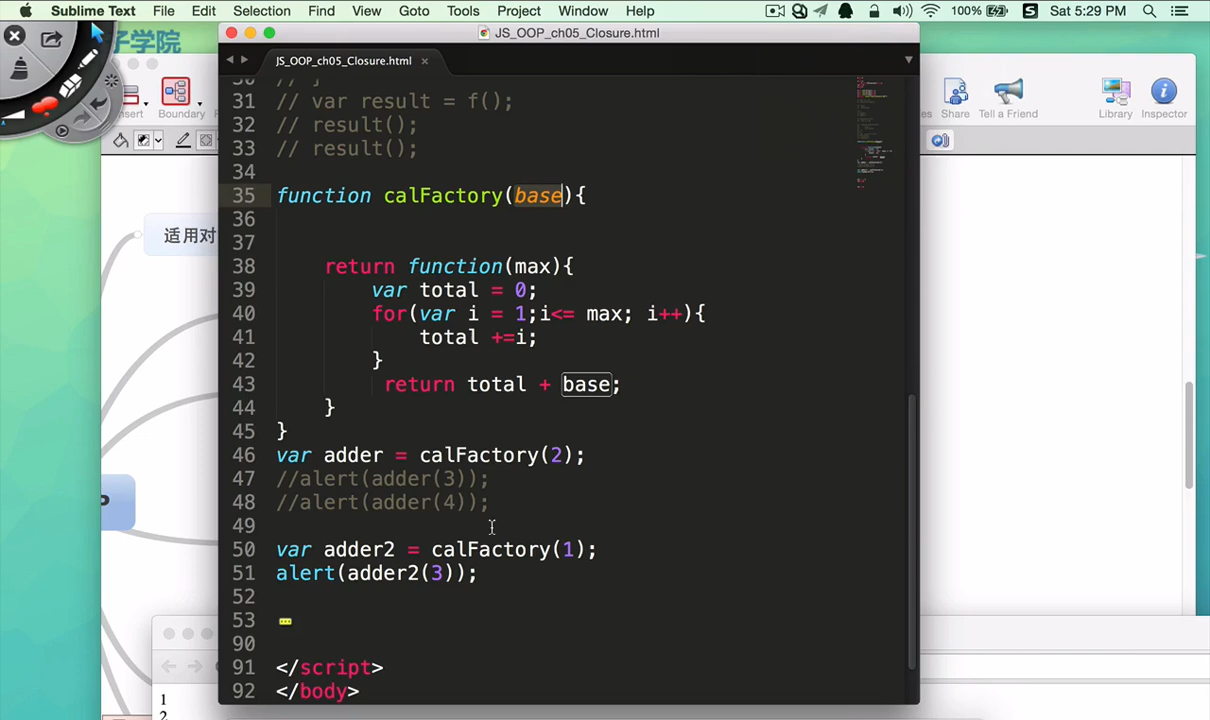 Sublime Text File Edit Selection Find View Goto Tools Project Window Help 100% Sat 5:29 PM
子学院
JS_OOP_ch05_Closure.html
JS_OOP_ch05_Closure.html ×
Boundary Share Tell a Friend Library Inspector
适用对
30 // }
31 // var result = f();
32 // result();
33 // result();
34
35 function calFactory(base){
36
37
38 return function(max){
39 var total = 0;
40 for(var i = 1;i<= max; i++){
41 total +=i;
42 }
43 return total + base;
44 }
45 }
46 var adder = calFactory(2);
47 //alert(adder(3));
48 //alert(adder(4));
49
50 var adder2 = calFactory(1);
51 alert(adder2(3));
52
53
90
91 </script>
92 </body>
1
2